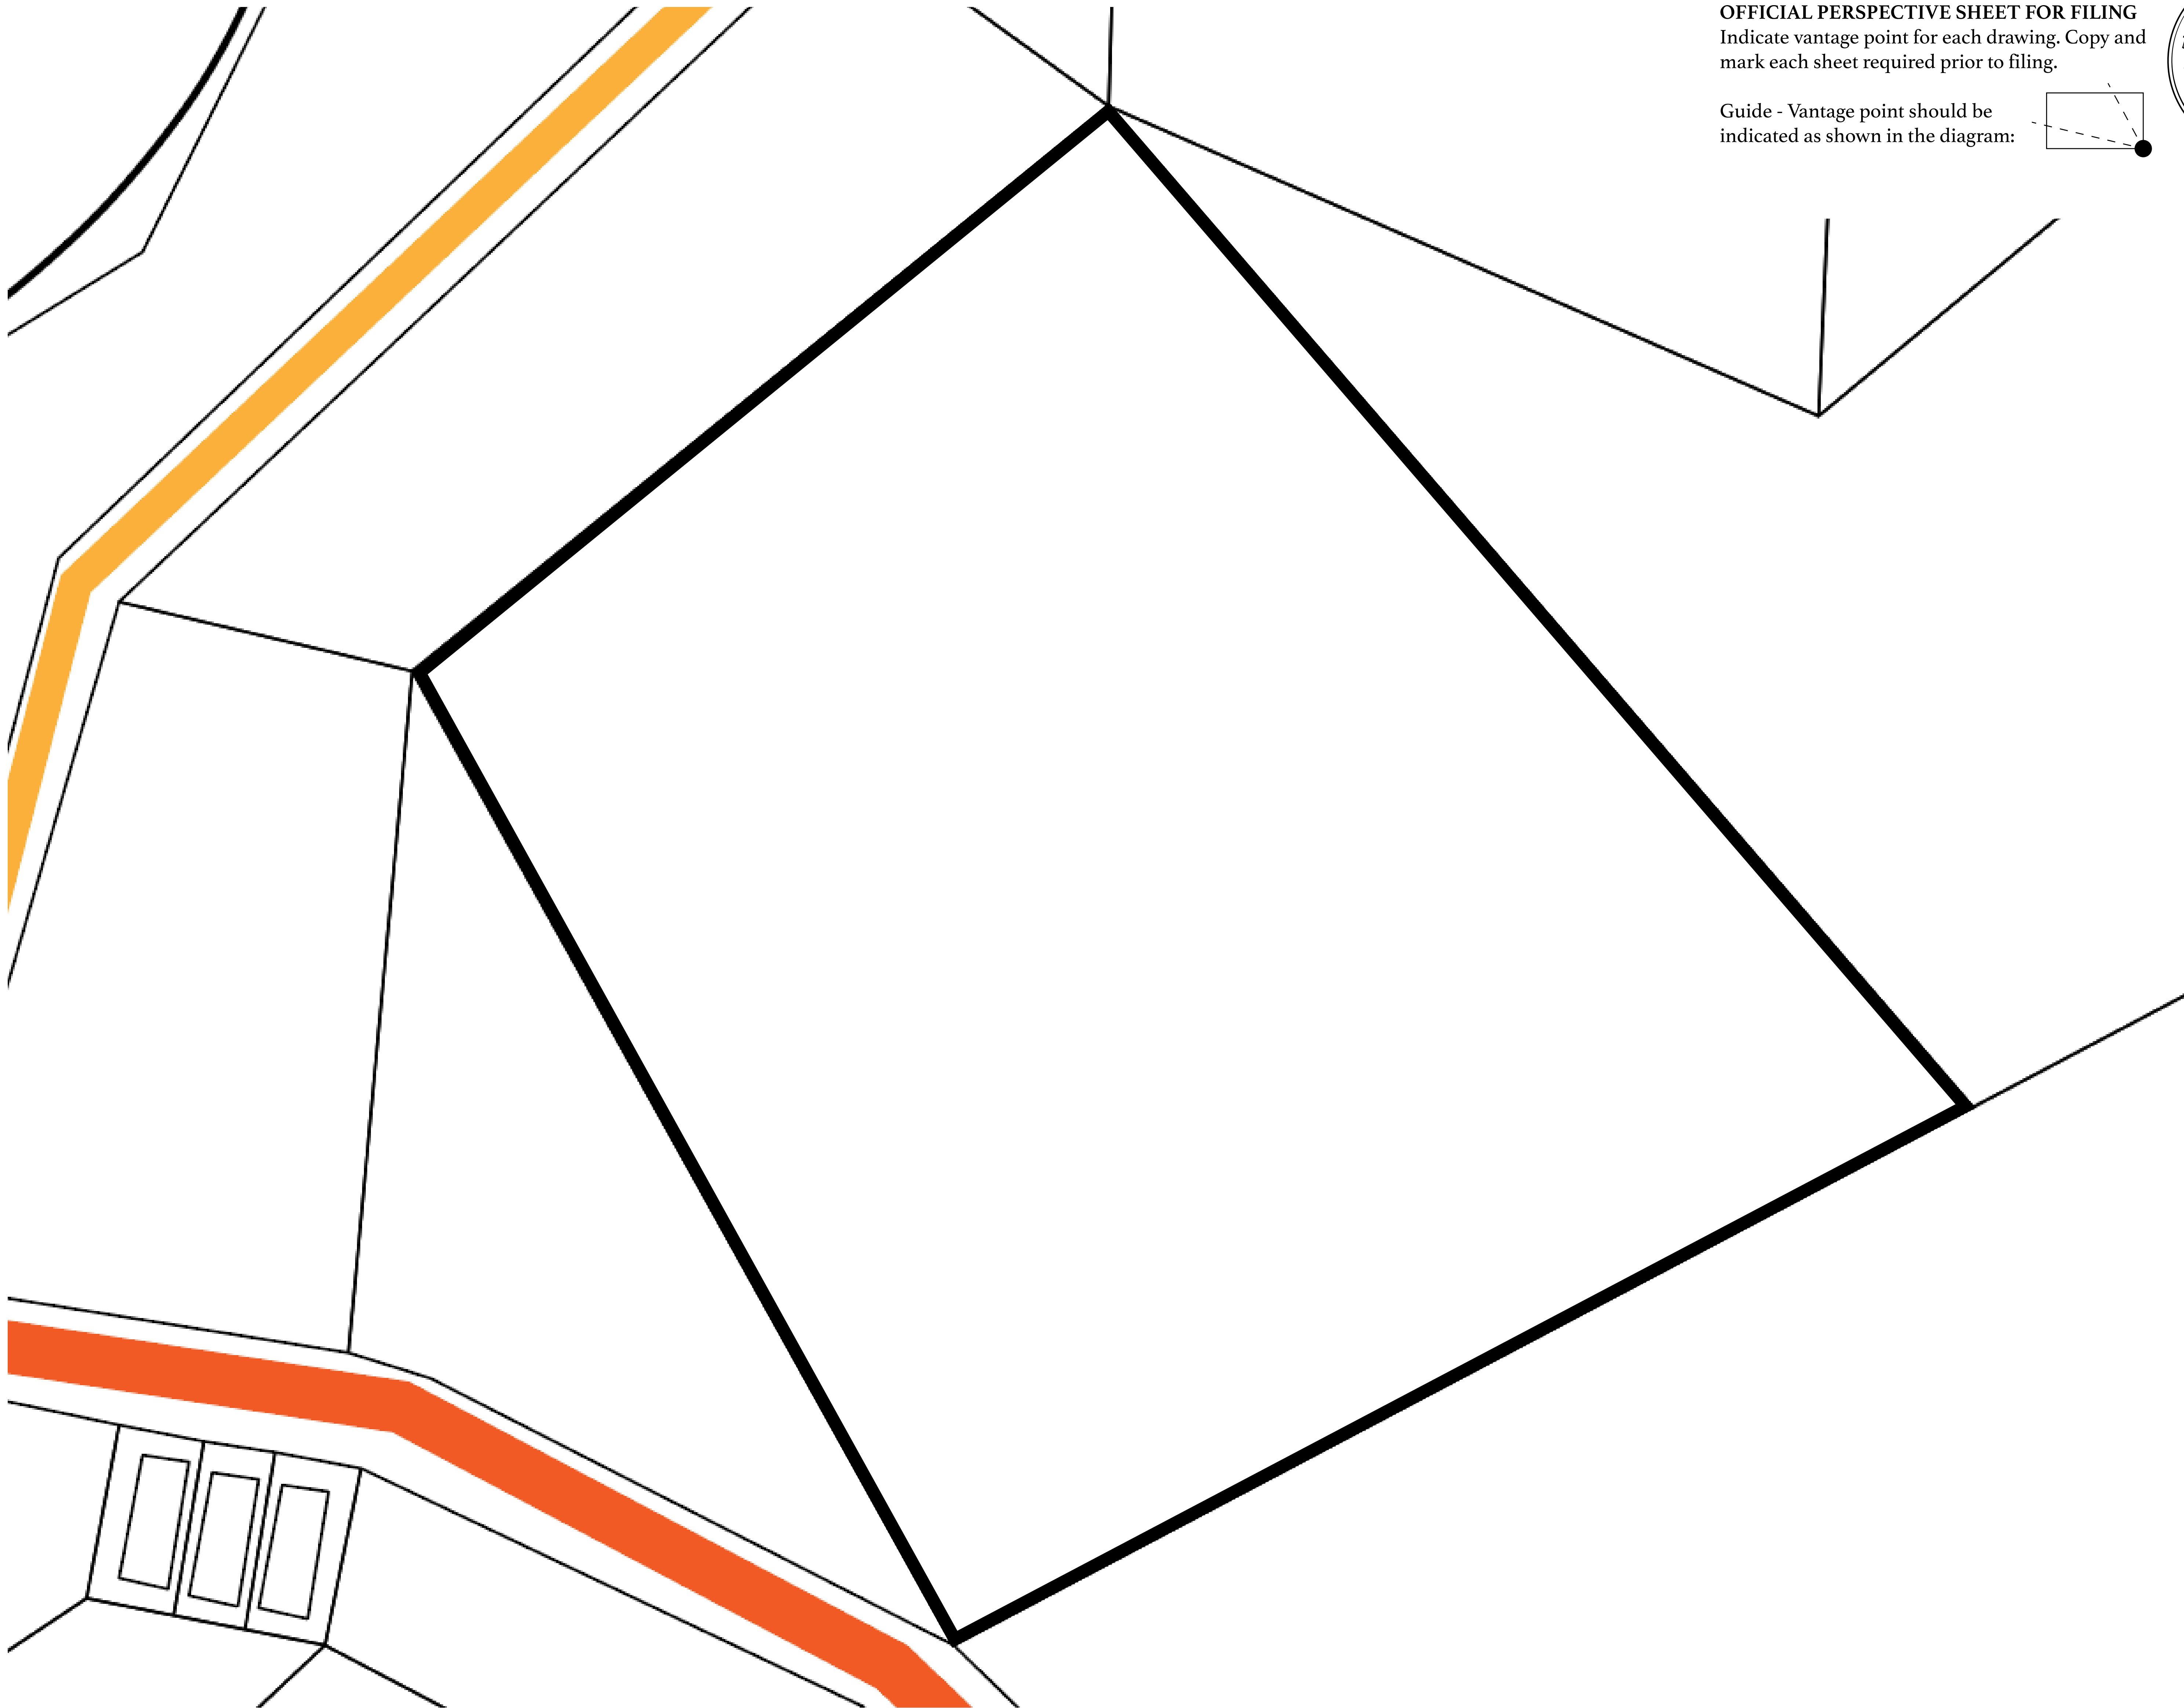 OFFICIAL PERSPECTIVE SHEET FOR FILING
Indicate vantage point for each drawing. Copy and
mark each sheet required prior to filing.
Guide - Vantage point should be
indicated as shown in the diagram: